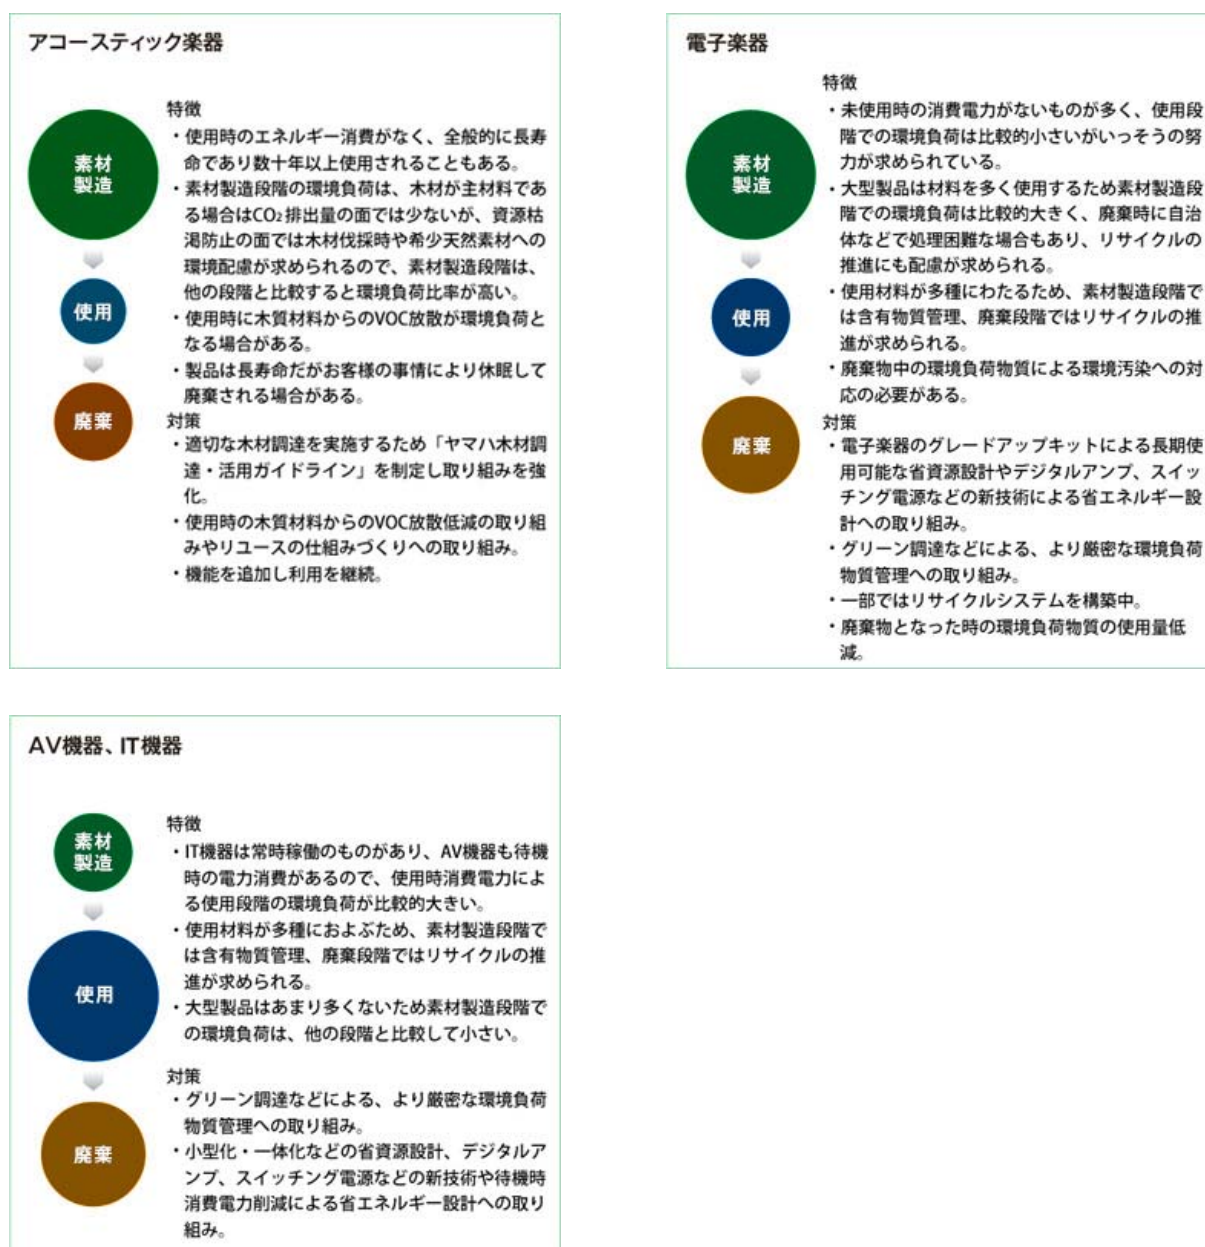 アコースティック楽器
素材
製造
使用
廃棄
特徴
・使用時のエネルギー消費がなく、全般的に長寿
命であり数十年以上使用されることもある。
・素材製造段階の環境負荷は、木材が主材料であ
る場合はCO₂排出量の面では少ないが、資源枯
渇防止の面では木材伐採時や希少天然素材への
環境配慮が求められるので、素材製造段階は、
他の段階と比較すると環境負荷比率が高い。
・使用時に木質材料からのVOC放散が環境負荷と
なる場合がある。
・製品は長寿命だがお客様の事情により休眠して
廃棄される場合がある。
対策
・適切な木材調達を実施するため「ヤマハ木材調
達・活用ガイドライン」を制定し取り組みを強
化。
・使用時の木質材料からのVOC放散低減の取り組
みやリユースの仕組みづくりへの取り組み。
・機能を追加し利用を継続。
電子楽器
素材
製造
使用
廃棄
特徴
・未使用時の消費電力がないものが多く、使用段
階での環境負荷は比較的小さいがいっそうの努
力が求められている。
・大型製品は材料を多く使用するため素材製造段
階での環境負荷は比較的大きく、廃棄時に自治
体などで処理困難な場合もあり、リサイクルの
推進にも配慮が求められる。
・使用材料が多種にわたるため、素材製造段階で
は含有物質管理、廃棄段階ではリサイクルの推
進が求められる。
・廃棄物中の環境負荷物質による環境汚染への対
応の必要がある。
対策
・電子楽器のグレードアップキットによる長期使
用可能な省資源設計やデジタルアンプ、スイッ
チング電源などの新技術による省エネルギー設
計への取り組み。
・グリーン調達などによる、より厳密な環境負荷
物質管理への取り組み。
・一部ではリサイクルシステムを構築中。
・廃棄物となった時の環境負荷物質の使用量低
減。
AV機器、IT機器
素材
製造
使用
廃棄
特徴
・IT機器は常時稼働のものがあり、AV機器も待機
時の電力消費があるので、使用時消費電力によ
る使用段階の環境負荷が比較的大きい。
・使用材料が多種におよぶため、素材製造段階で
は含有物質管理、廃棄段階ではリサイクルの推
進が求められる。
・大型製品はあまり多くないため素材製造段階で
の環境負荷は、他の段階と比較して小さい。
対策
・グリーン調達などによる、より厳密な環境負荷
物質管理への取り組み。
・小型化・一体化などの省資源設計、デジタルア
ンプ、スイッチング電源などの新技術や待機時
消費電力削減による省エネルギー設計への取り
組み。